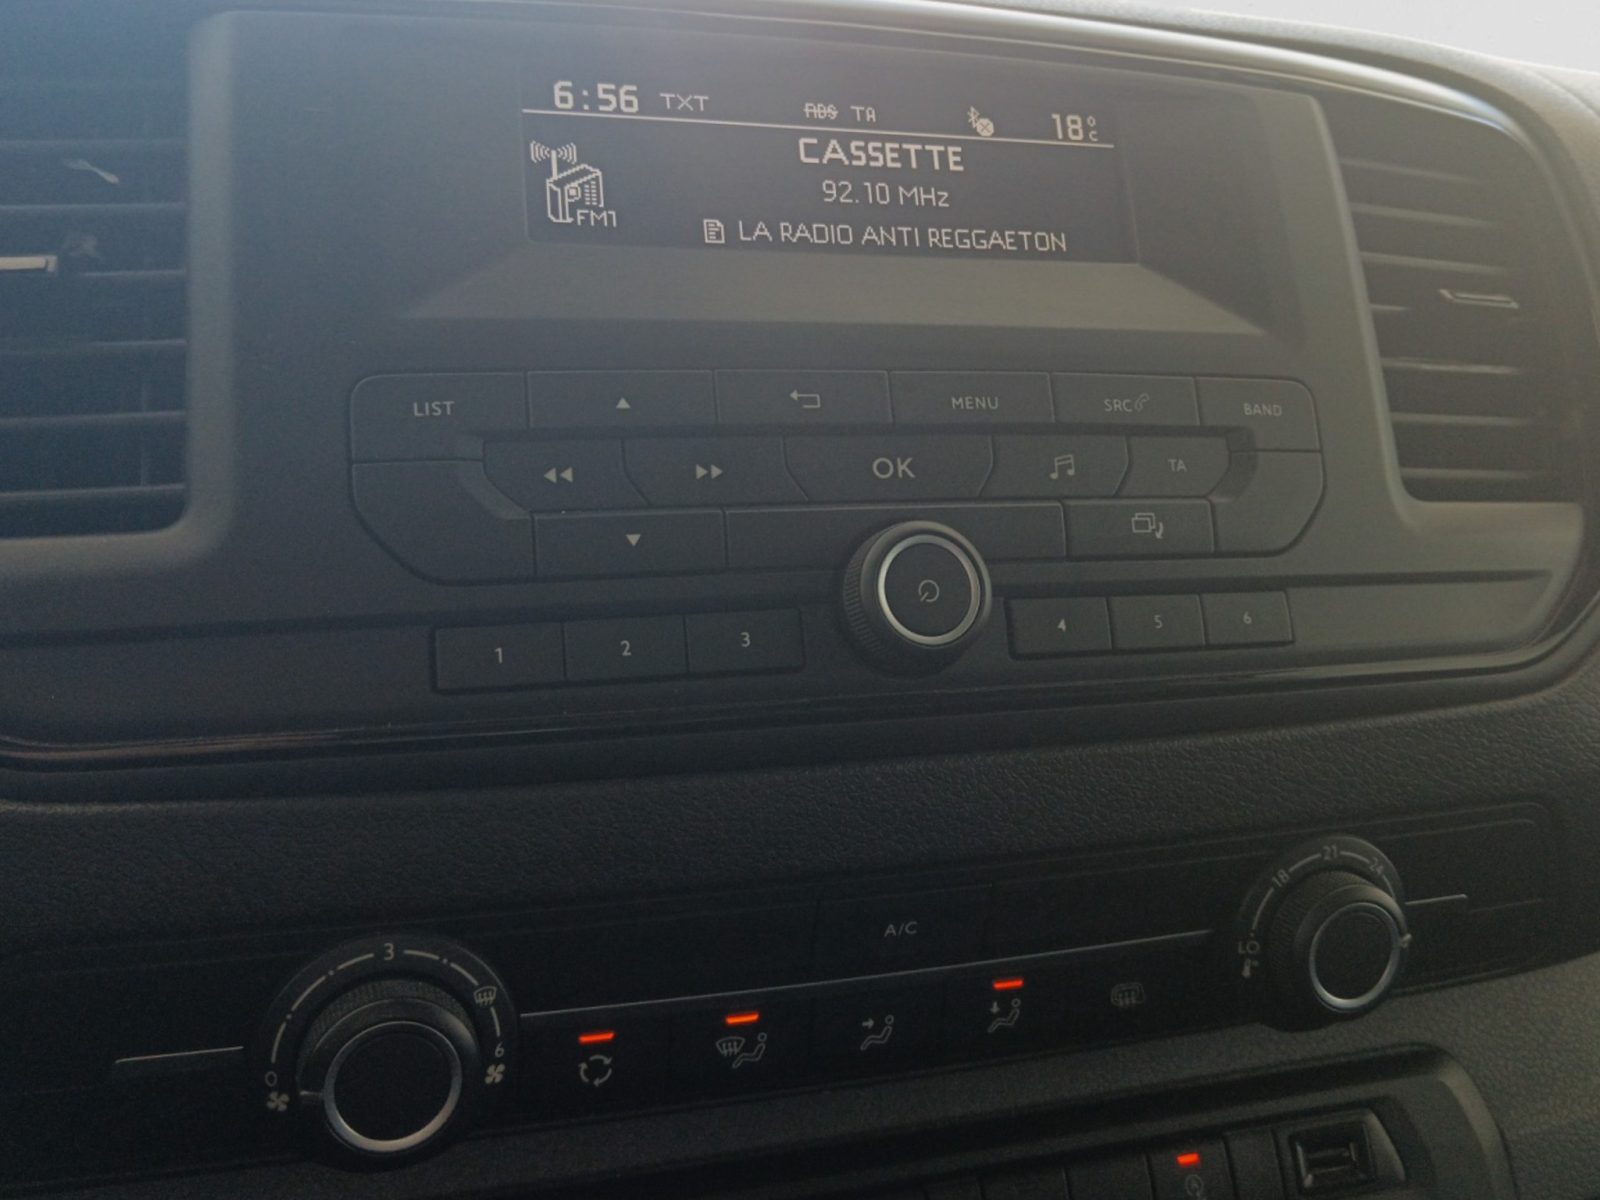 6:56 TXT RDS TA 18°C
CASSETTE
92.10 MHz
FM1
LA RADIO ANTI REGGAETON
LIST MENU SRC BAND
OK TA
1 2 3 4 5 6
A/C
0 3 6
LO 18 21 24